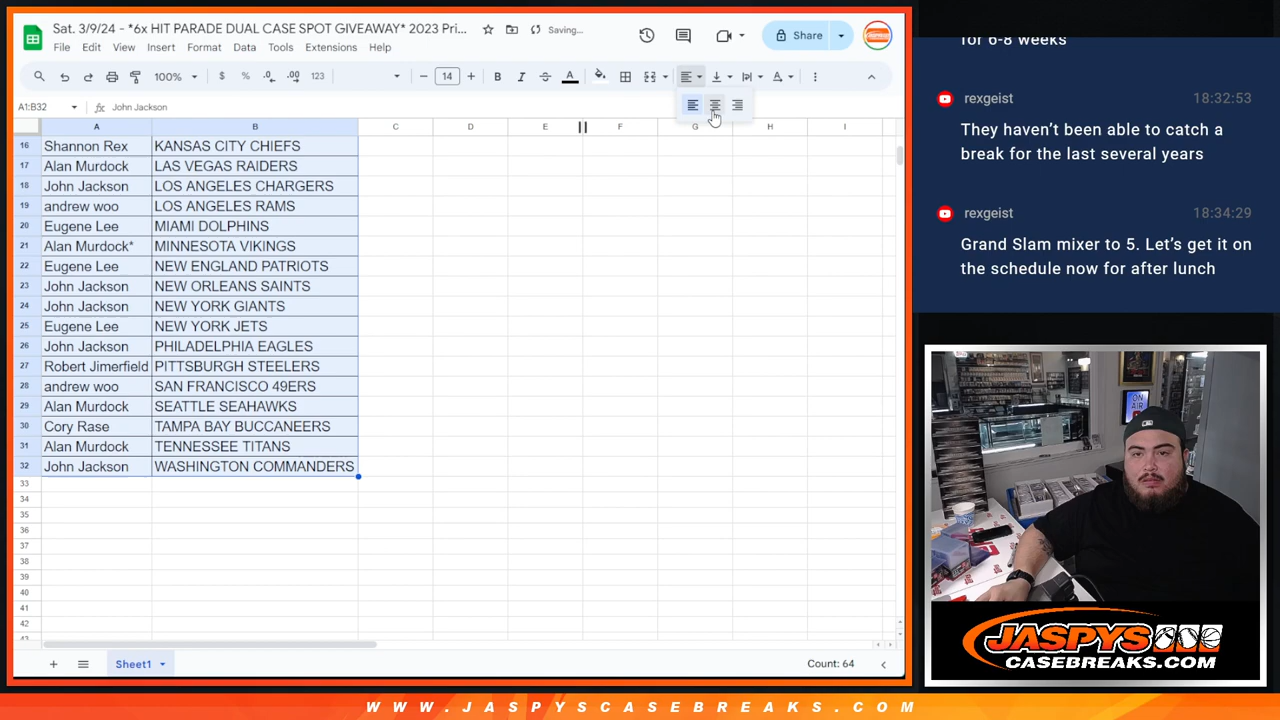 Sat. 3/9/24 - *6x HIT PARADE DUAL CASE SPOT GIVEAWAY* 2023 Pri...
Saving...
Share
File Edit View Insert Format Data Tools Extensions Help
100% $ % .0 .00 123 14 B I A
A1:B32 fx John Jackson
A B C D E F G H I
16 Shannon Rex KANSAS CITY CHIEFS
17 Alan Murdock LAS VEGAS RAIDERS
18 John Jackson LOS ANGELES CHARGERS
19 andrew woo LOS ANGELES RAMS
20 Eugene Lee MIAMI DOLPHINS
21 Alan Murdock* MINNESOTA VIKINGS
22 Eugene Lee NEW ENGLAND PATRIOTS
23 John Jackson NEW ORLEANS SAINTS
24 John Jackson NEW YORK GIANTS
25 Eugene Lee NEW YORK JETS
26 John Jackson PHILADELPHIA EAGLES
27 Robert Jimerfield PITTSBURGH STEELERS
28 andrew woo SAN FRANCISCO 49ERS
29 Alan Murdock SEATTLE SEAHAWKS
30 Cory Rase TAMPA BAY BUCCANEERS
31 Alan Murdock TENNESSEE TITANS
32 John Jackson WASHINGTON COMMANDERS
33
34
35
36
37
38
39
40
41
42
Sheet1
Count: 64
for 6-8 weeks
rexgeist 18:32:53
They haven't been able to catch a
break for the last several years
rexgeist 18:34:29
Grand Slam mixer to 5. Let's get it on
the schedule now for after lunch
ON
AIR
JASPYS
CASEBREAKS.COM
WWW.JASPYSCASEBREAKS.COM